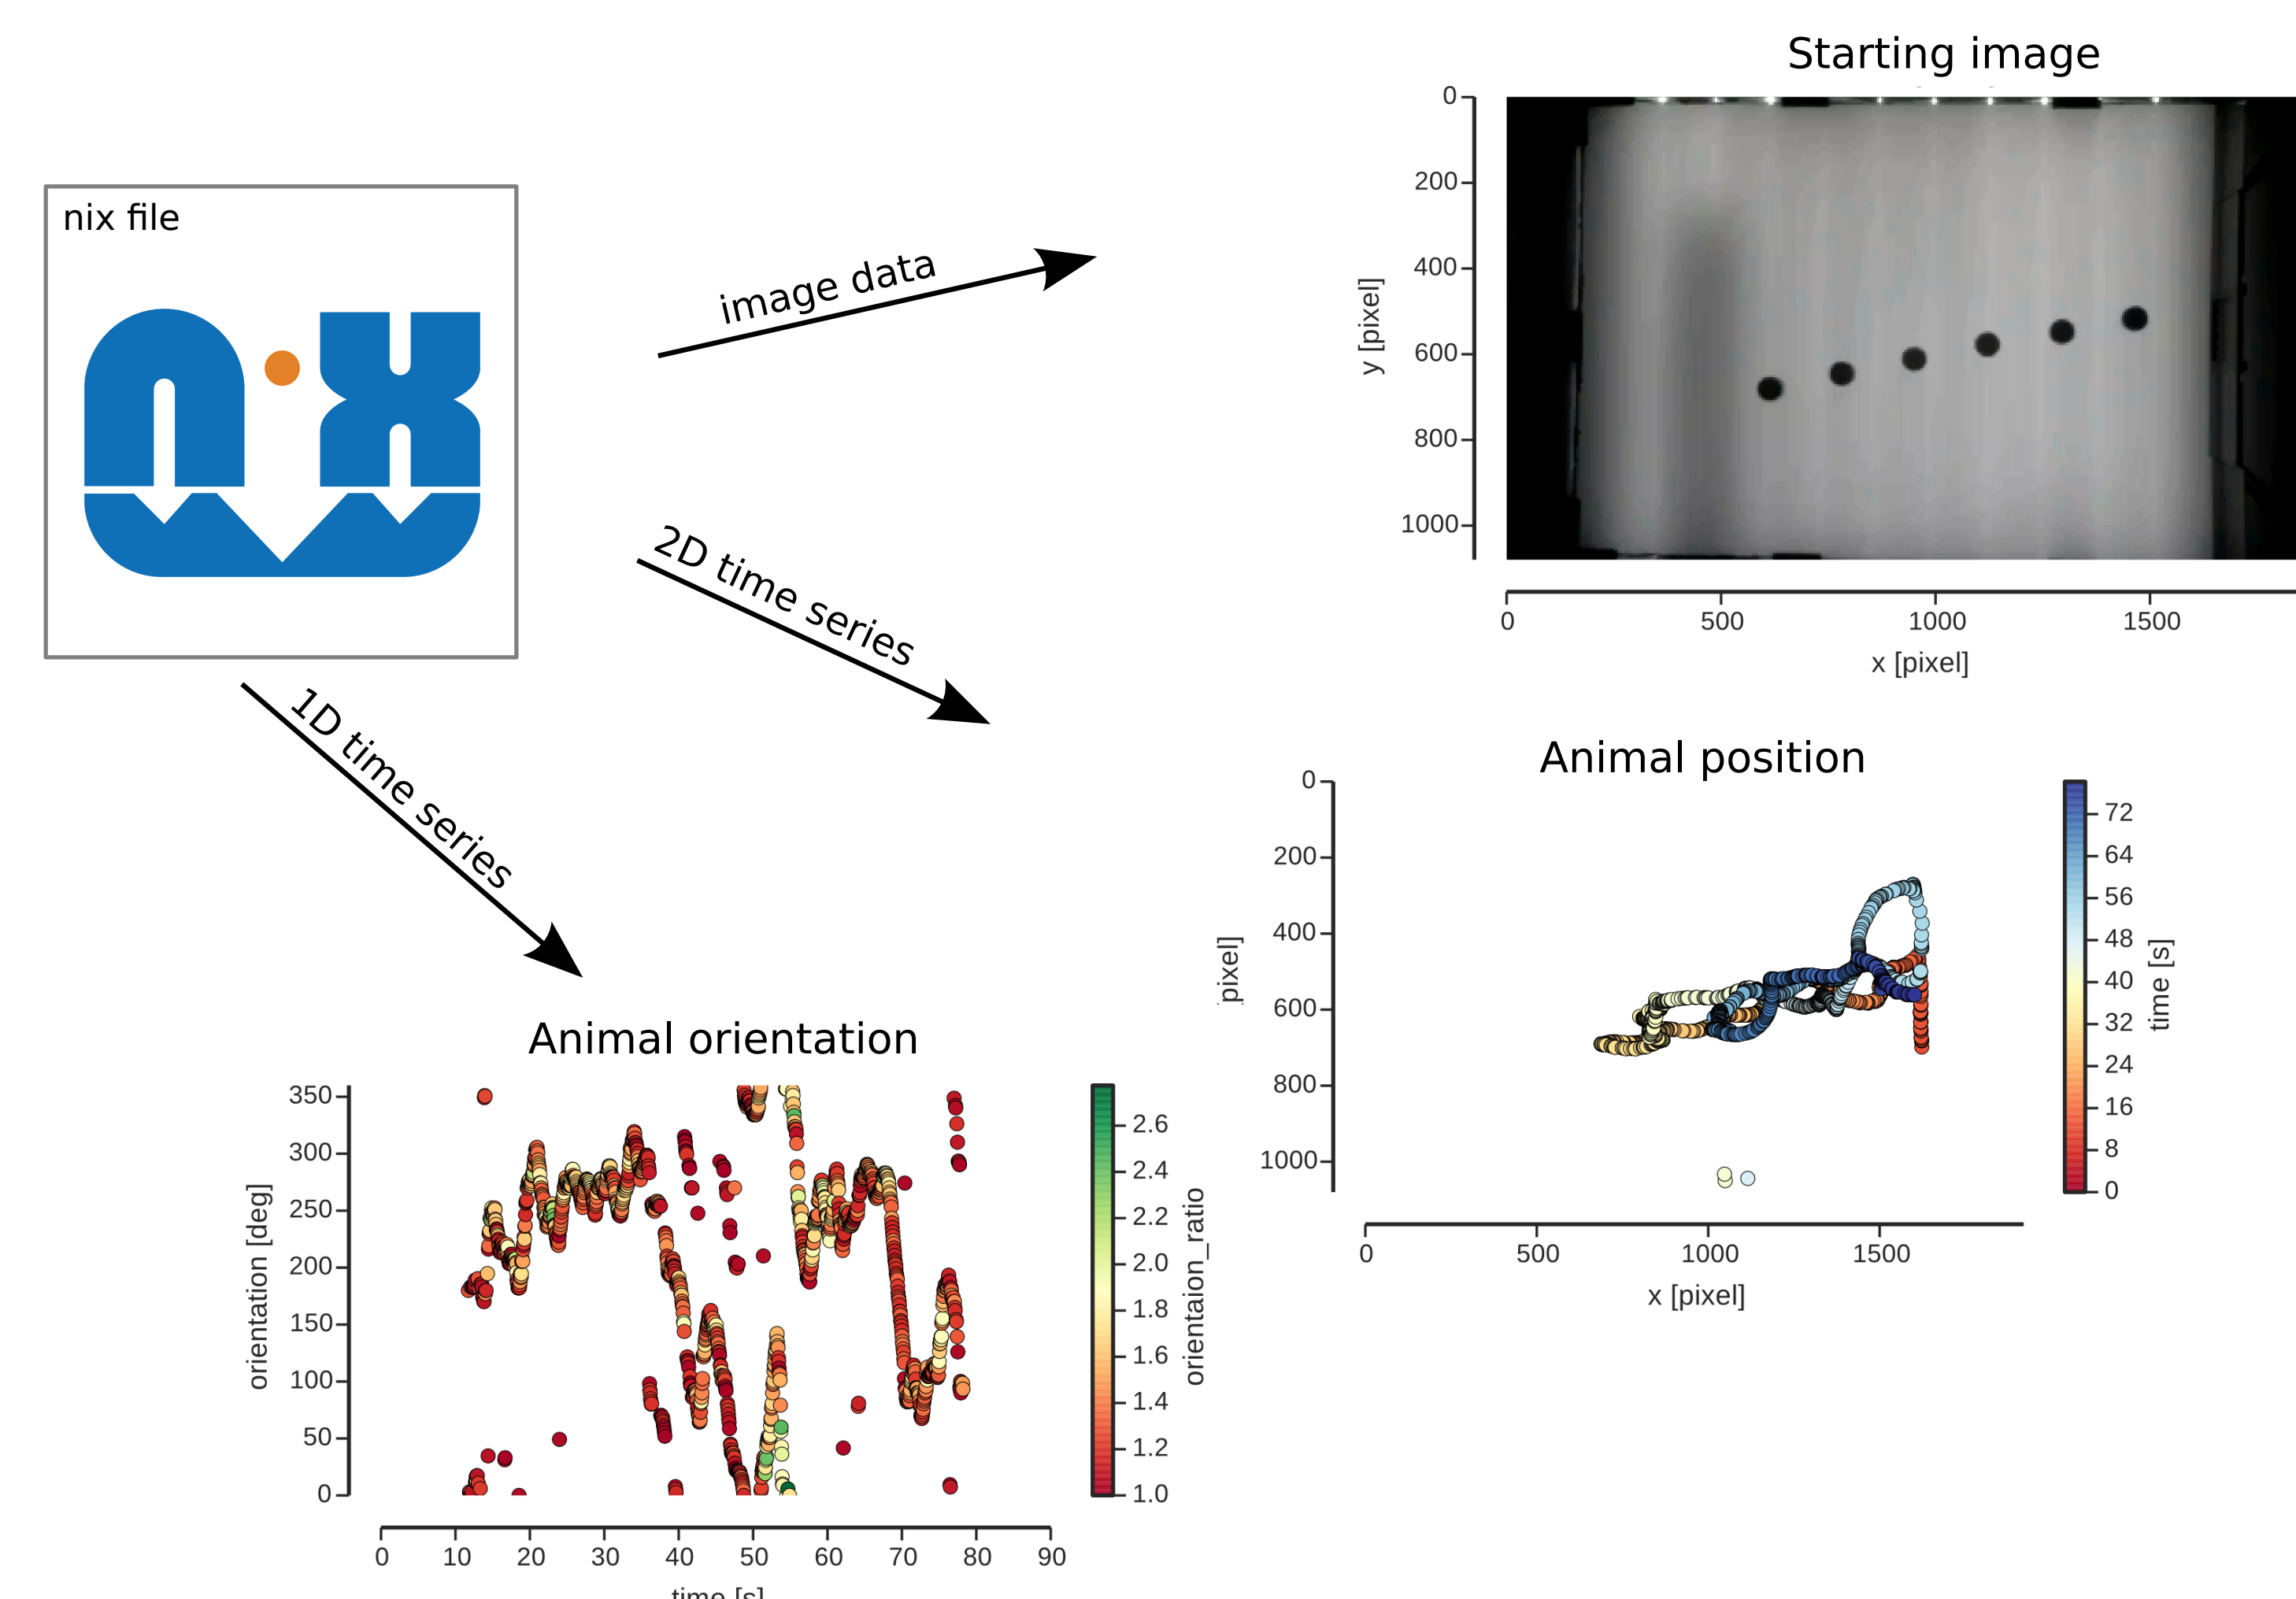 nix file
nix
image data
2D time series
1D time series
Starting image
0
200
400
600
800
1000
y [pixel]
0
500
1000
1500
x [pixel]
Animal position
0
200
400
600
800
1000
pixel]
0
500
1000
1500
x [pixel]
72
64
56
48
40
32
24
16
8
0
time [s]
Animal orientation
350
300
250
200
150
100
50
0
orientation [deg]
0 10 20 30 40 50 60 70 80 90
time [s]
2.6
2.4
2.2
2.0
1.8
1.6
1.4
1.2
1.0
orientaion_ratio